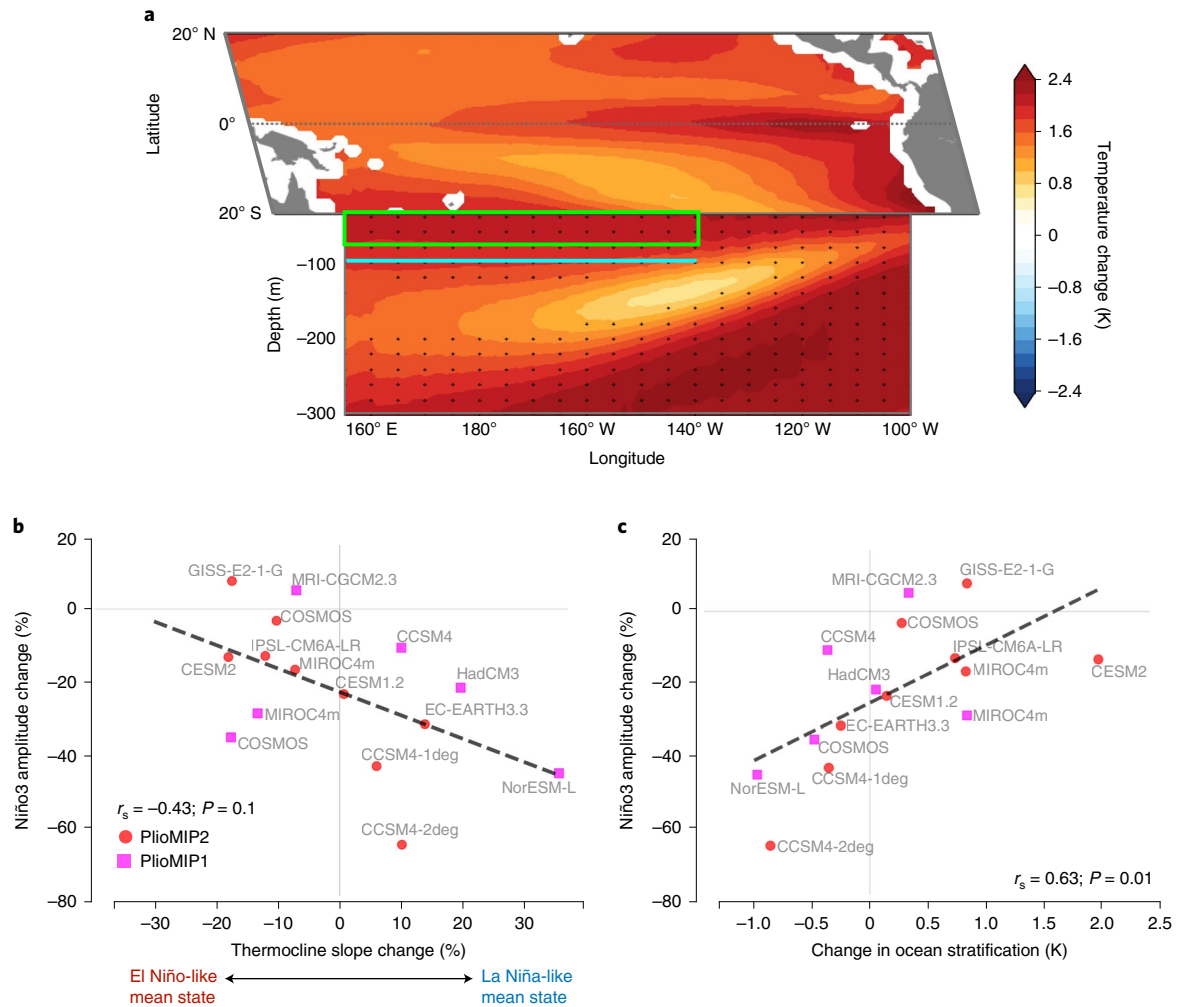 a
20° N
Latitude
0°
20° S
–100
Depth (m)
–200
–300
160° E
180° W
160° W
140° W
120° W
100° W
Longitude
2.4
1.6
0.8
0
–0.8
–1.6
–2.4
Temperature change (K)
b
20
0
–20
–40
–60
–80
Niño3 amplitude change (%)
GISS-E2-1-G
MRI-CGCM2.3
COSMOS
CCSM4
IPSL-CM6A-LR
CESM2
MIROC4m
HadCM3
CESM1.2
MIROC4m
EC-EARTH3.3
COSMOS
CCSM4-1deg
NorESM-L
CCSM4-2deg
rs = –0.43; P = 0.1
PlioMIP2
PlioMIP1
–30
–20
–10
0
10
20
30
Thermocline slope change (%)
El Niño-like
mean state
La Niña-like
mean state
c
20
0
–20
–40
–60
–80
Niño3 amplitude change (%)
GISS-E2-1-G
MRI-CGCM2.3
COSMOS
CCSM4
IPSL-CM6A-LR
MIROC4m
CESM2
HadCM3
CESM1.2
MIROC4m
EC-EARTH3.3
COSMOS
CCSM4-1deg
NorESM-L
CCSM4-2deg
rs = 0.63; P = 0.01
–1.0
–0.5
0
0.5
1.0
1.5
2.0
2.5
Change in ocean stratification (K)